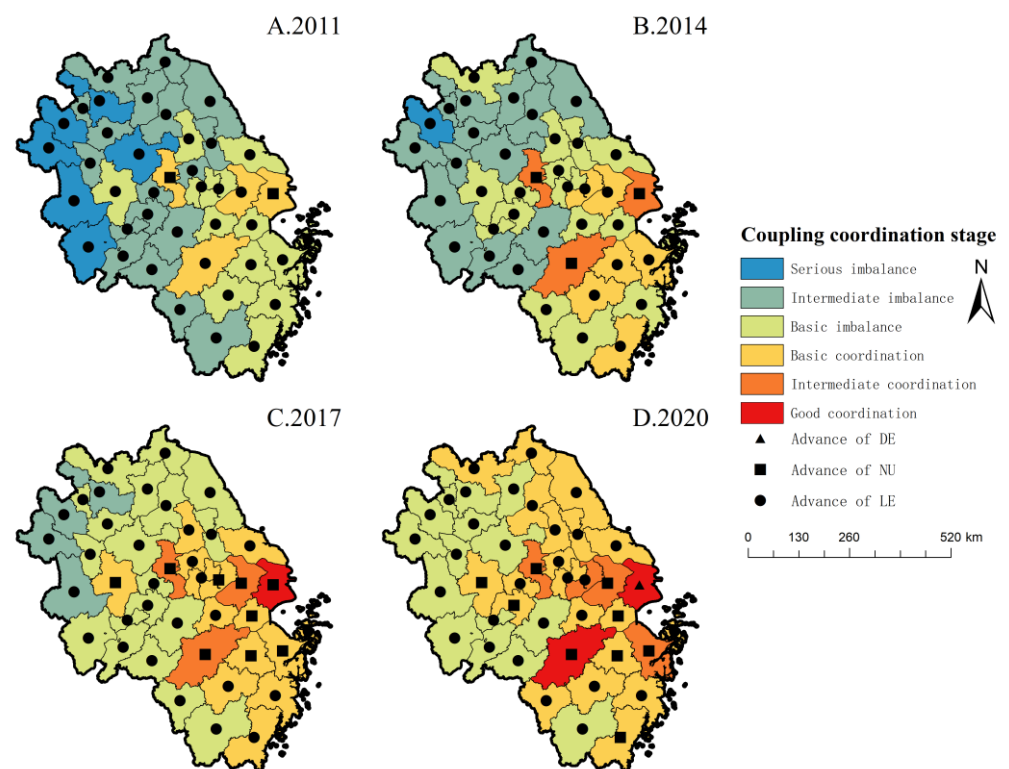 A.2011
B.2014
Coupling coordination stage
Serious imbalance
Intermediate imbalance
Basic imbalance
Basic coordination
Intermediate coordination
Good coordination
Advance of DE
Advance of NU
Advance of LE
N
0 130 260 520 km
C.2017
D.2020